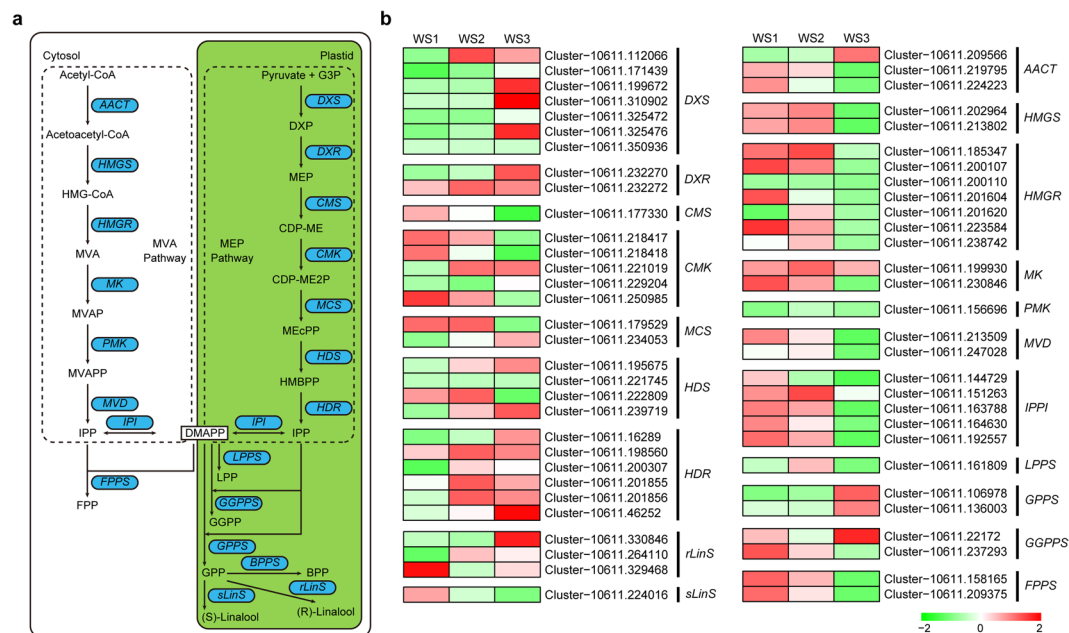 a
Cytosol
Plastid
Acetyl-CoA
AACT
Acetoacetyl-CoA
HMGS
HMG-CoA
HMGR
MVA
MVA
Pathway
MK
MVAP
PMK
MVAPP
MVD
IPP
IPI
DMAPP
FPPS
FPP
Pyruvate + G3P
DXS
DXP
DXR
MEP
CMS
CDP-ME
MEP
Pathway
CMK
CDP-ME2P
MCS
MEcPP
HDS
HMBPP
HDR
IPI
IPP
LPPS
LPP
GGPPS
GGPP
GPPS
BPPS
GPP
BPP
sLinS
rLinS
(S)-Linalool
(R)-Linalool
b
WS1 WS2 WS3
Cluster−10611.112066
Cluster−10611.171439
Cluster−10611.199672
Cluster−10611.310902
Cluster−10611.325472
Cluster−10611.325476
Cluster−10611.350936
DXS
Cluster−10611.232270
Cluster−10611.232272
DXR
Cluster−10611.177330
CMS
Cluster−10611.218417
Cluster−10611.218418
Cluster−10611.221019
Cluster−10611.229204
Cluster−10611.250985
CMK
Cluster−10611.179529
Cluster−10611.234053
MCS
Cluster−10611.195675
Cluster−10611.221745
Cluster−10611.222809
Cluster−10611.239719
HDS
Cluster−10611.16289
Cluster−10611.198560
Cluster−10611.200307
Cluster−10611.201855
Cluster−10611.201856
Cluster−10611.46252
HDR
Cluster−10611.330846
Cluster−10611.264110
Cluster−10611.329468
rLinS
Cluster−10611.224016
sLinS
WS1 WS2 WS3
Cluster−10611.209566
Cluster−10611.219795
Cluster−10611.224223
AACT
Cluster−10611.202964
Cluster−10611.213802
HMGS
Cluster−10611.185347
Cluster−10611.200107
Cluster−10611.200110
Cluster−10611.201604
Cluster−10611.201620
Cluster−10611.223584
Cluster−10611.238742
HMGR
Cluster−10611.199930
Cluster−10611.230846
MK
Cluster−10611.156696
PMK
Cluster−10611.213509
Cluster−10611.247028
MVD
Cluster−10611.144729
Cluster−10611.151263
Cluster−10611.163788
Cluster−10611.164630
Cluster−10611.192557
IPPI
Cluster−10611.161809
LPPS
Cluster−10611.106978
Cluster−10611.136003
GPPS
Cluster−10611.22172
Cluster−10611.237293
GGPPS
Cluster−10611.158165
Cluster−10611.209375
FPPS
−2 0 2